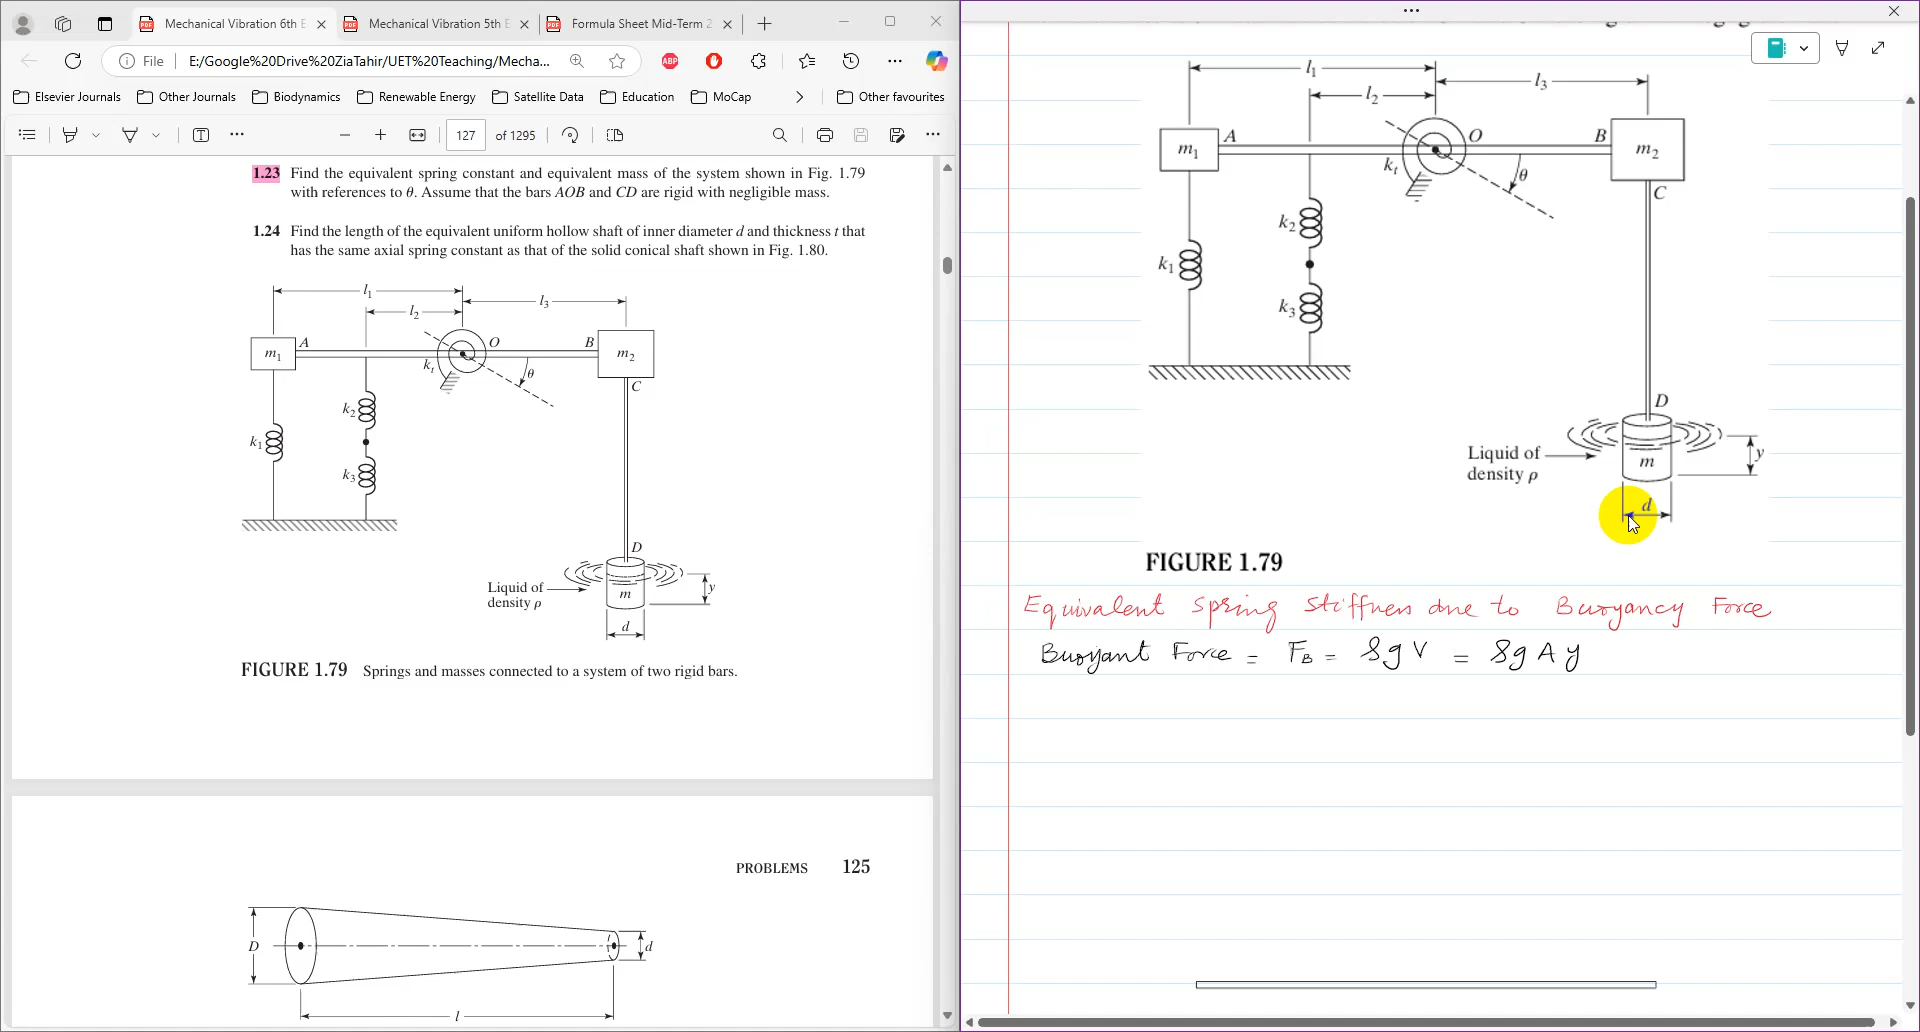 Mechanical Vibration 6th E
Mechanical Vibration 5th E
Formula Sheet Mid-Term 2
File
E:/Google%20Drive%20ZiaTahir/UET%20Teaching/Mecha...
ABP
Elsevier Journals
Other Journals
Biodynamics
Renewable Energy
Satellite Data
Education
MoCap
Other favourites
127 of 1295
1.23 Find the equivalent spring constant and equivalent mass of the system shown in Fig. 1.79
with references to θ. Assume that the bars AOB and CD are rigid with negligible mass.
1.24 Find the length of the equivalent uniform hollow shaft of inner diameter d and thickness t that
has the same axial spring constant as that of the solid conical shaft shown in Fig. 1.80.
l₁
l₃
l₂
m₁ A
O
B
m₂
kₜ
θ
C
k₂
k₁
k₃
D
Liquid of
density ρ
m
y
d
FIGURE 1.79 Springs and masses connected to a system of two rigid bars.
PROBLEMS 125
D
d
l
l₁
l₃
l₂
m₁ A
O
B
m₂
kₜ
θ
C
k₂
k₁
k₃
D
Liquid of
density ρ
m
y
d
FIGURE 1.79
Equivalent Spring Stiffness due to Buoyancy Force
Buoyant Force = F_B = ρgV = ρgAy